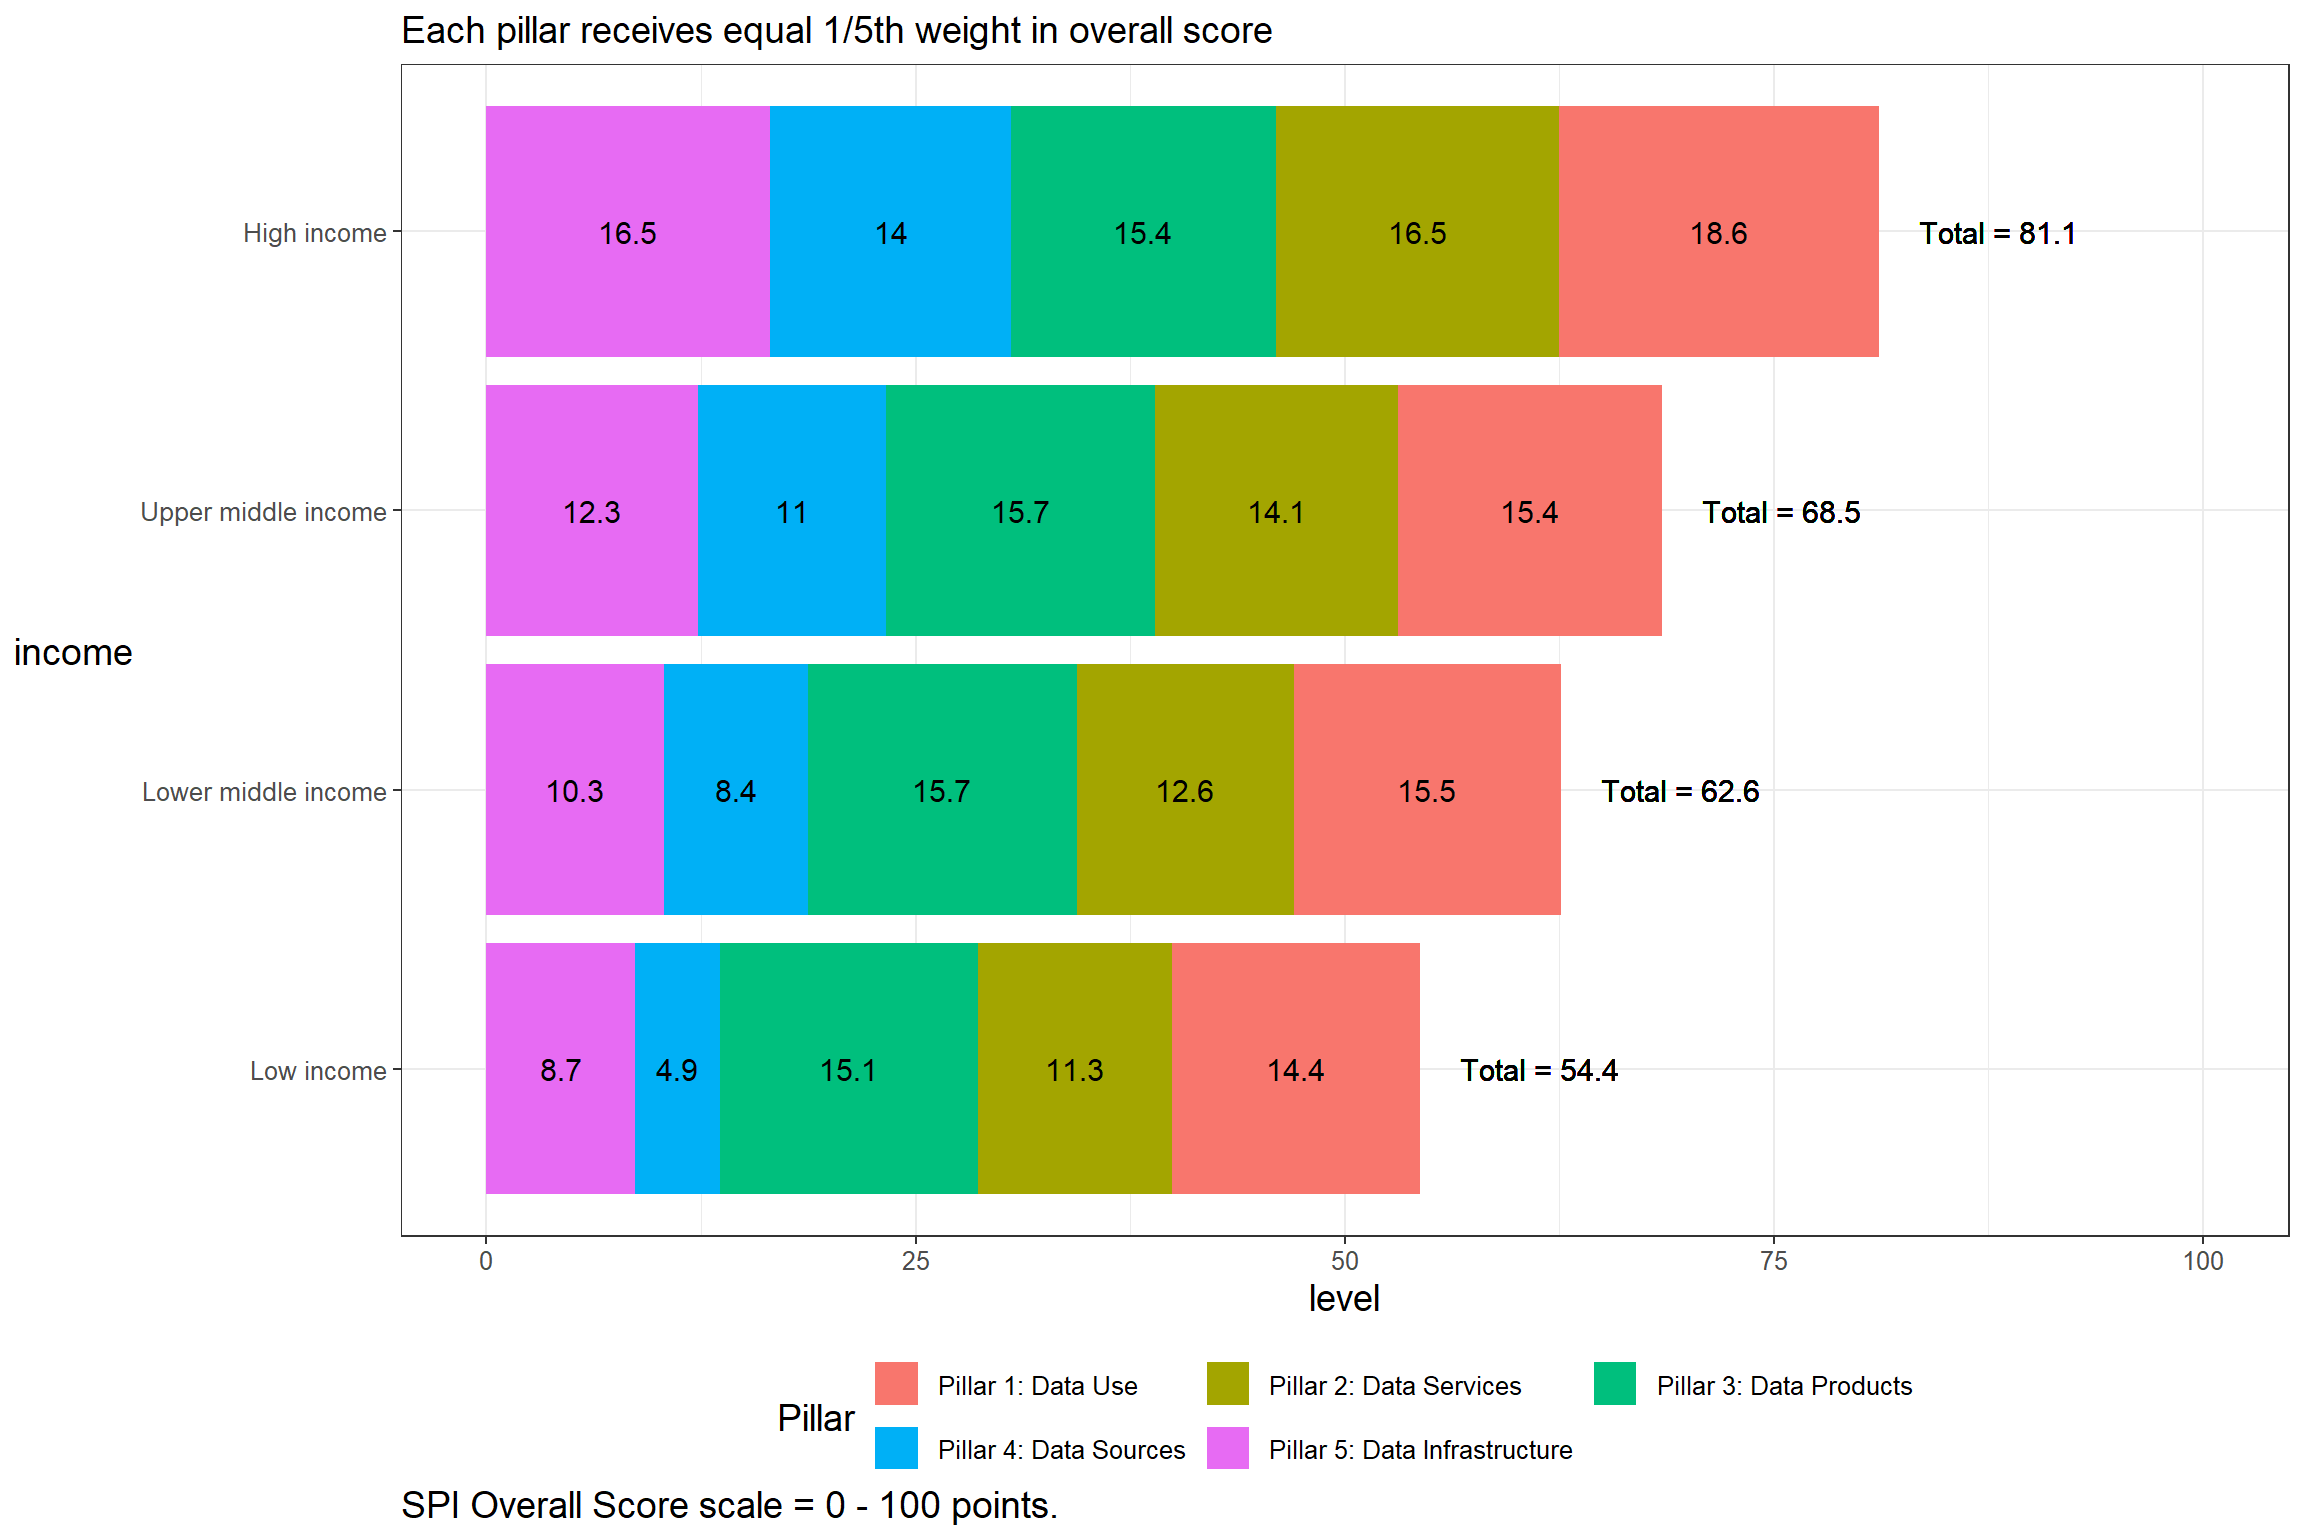 Each pillar receives equal 1/5th weight in overall score
High income
16.5 14 15.4 16.5 18.6 Total = 81.1
Upper middle income
12.3 11 15.7 14.1 15.4 Total = 68.5
income
Lower middle income
10.3 8.4 15.7 12.6 15.5 Total = 62.6
Low income
8.7 4.9 15.1 11.3 14.4 Total = 54.4
0 25 50 75 100
level
Pillar
Pillar 1: Data Use Pillar 2: Data Services Pillar 3: Data Products
Pillar 4: Data Sources Pillar 5: Data Infrastructure
SPI Overall Score scale = 0 - 100 points.